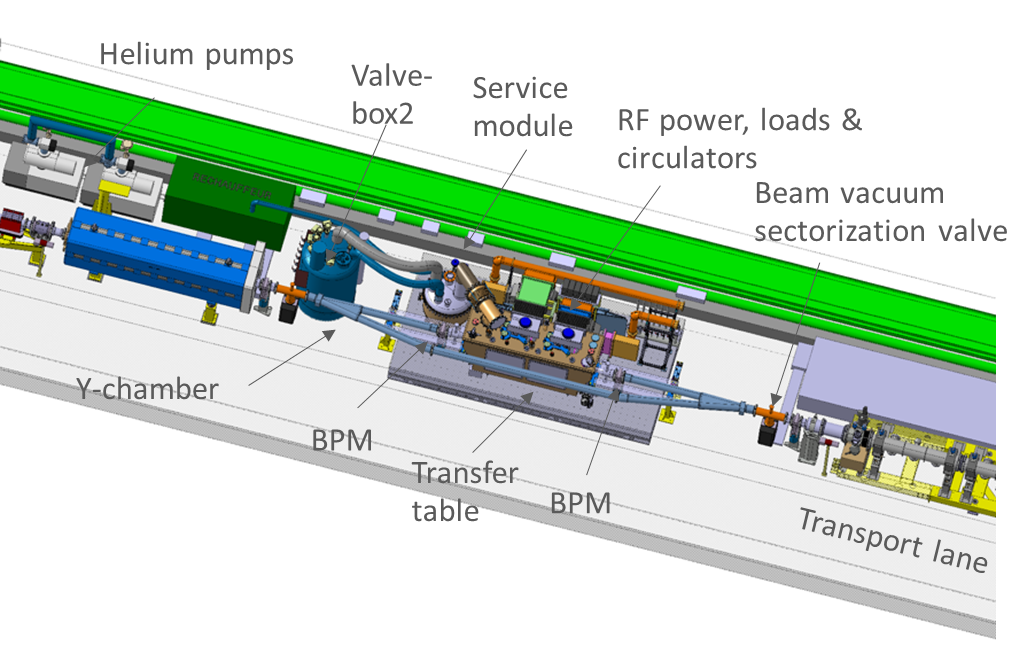 Helium pumps
Valve-
box2
Service
module
RF power, loads &
circulators
Beam vacuum
sectorization valve
Y-chamber
BPM
Transfer
table
BPM
Transport lane